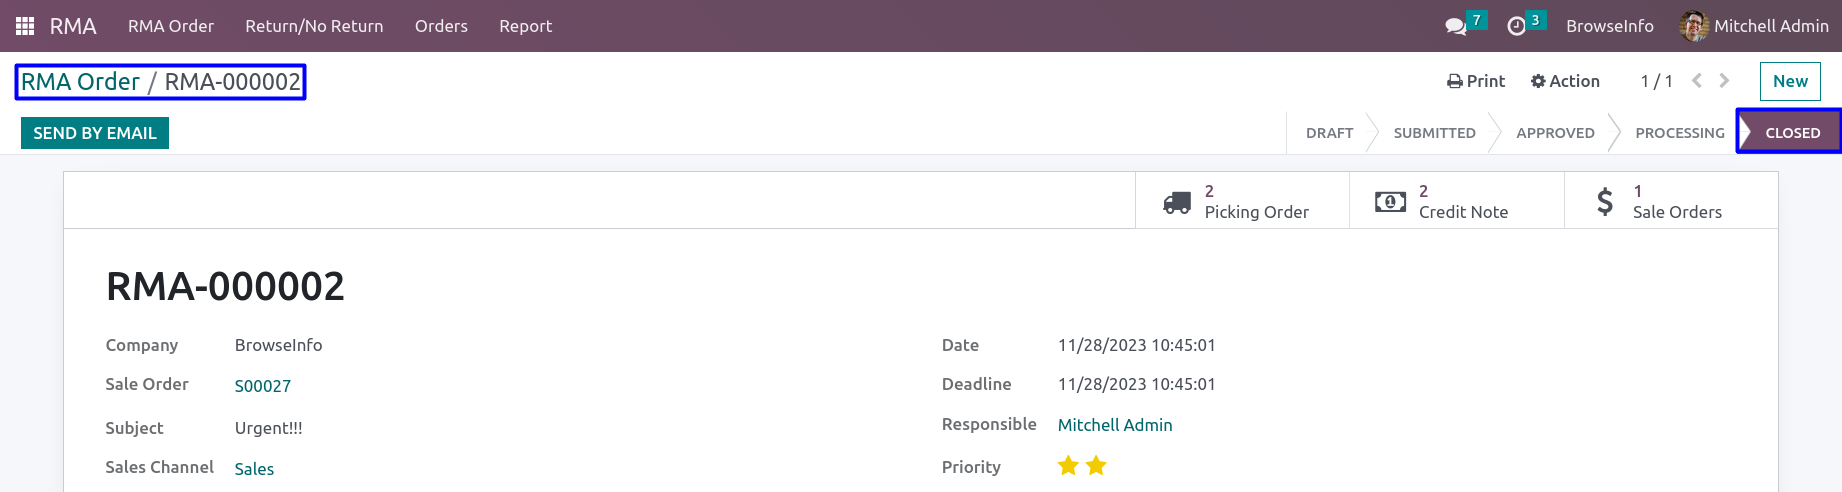 RMA RMA Order Return/No Return Orders Report 7 3 BrowseInfo Mitchell Admin
RMA Order / RMA-000002 Print Action 1 / 1 New
SEND BY EMAIL DRAFT SUBMITTED APPROVED PROCESSING CLOSED
2 Picking Order
2 Credit Note
1 Sale Orders
RMA-000002
Company BrowseInfo
Sale Order S00027
Subject Urgent!!!
Sales Channel Sales
Date 11/28/2023 10:45:01
Deadline 11/28/2023 10:45:01
Responsible Mitchell Admin
Priority